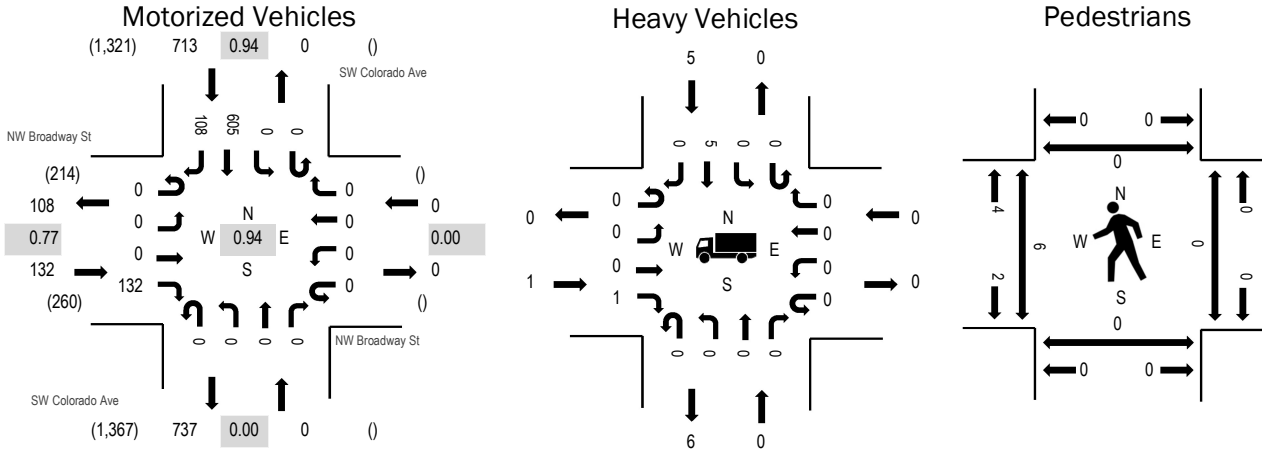 Motorized Vehicles
(1,321) 713 0.94 0 ()
SW Colorado Ave
NW Broadway St
108 605 0 0
(214)
108
0.77
132
(260)
0
0
0
132
N
W 0.94 E
S
0
0
0
0
()
0
0.00
0
()
0 0 0 0
NW Broadway St
SW Colorado Ave
(1,367) 737 0.00 0 ()
Heavy Vehicles
5 0
0 5 0 0
0
1
0
0
0
1
N
W E
S
0
0
0
0
0
0
0 0 0 0
6 0
Pedestrians
0 0
0
4
2
6
N
W E
S
0
0
0
0
0 0